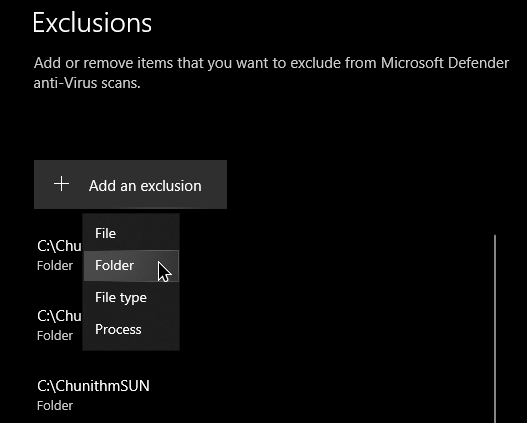 Exclusions
Add or remove items that you want to exclude from Microsoft Defender
anti-Virus scans.
Add an exclusion
File
C:\Chu
Folder
Folder
File type
C:\Chu
Folder
Process
C:\ChunithmSUN
Folder